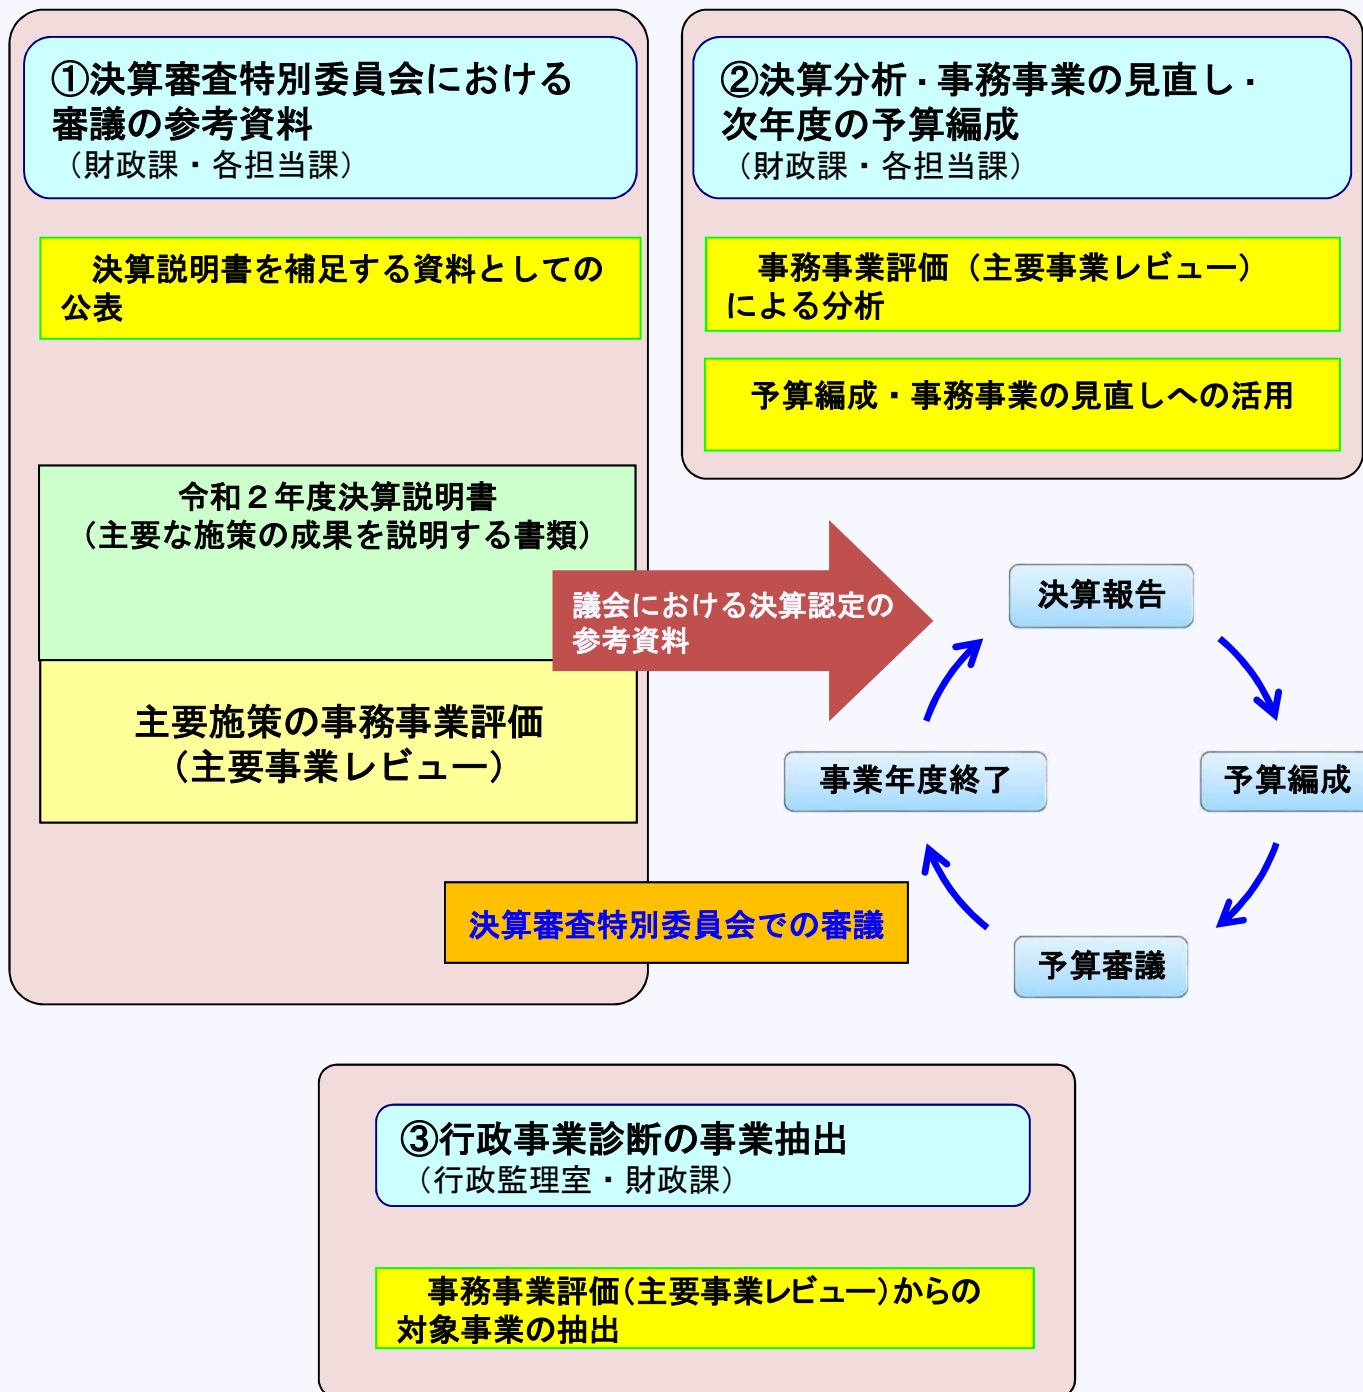 ①決算審査特別委員会における
審議の参考資料
（財政課・各担当課）
決算説明書を補足する資料としての
公表
令和２年度決算説明書
（主要な施策の成果を説明する書類）
主要施策の事務事業評価
（主要事業レビュー）
議会における決算認定の
参考資料
決算審査特別委員会での審議
②決算分析・事務事業の見直し・
次年度の予算編成
（財政課・各担当課）
事務事業評価（主要事業レビュー）
による分析
予算編成・事務事業の見直しへの活用
決算報告
予算編成
予算審議
事業年度終了
③行政事業診断の事業抽出
（行政監理室・財政課）
事務事業評価（主要事業レビュー）からの
対象事業の抽出